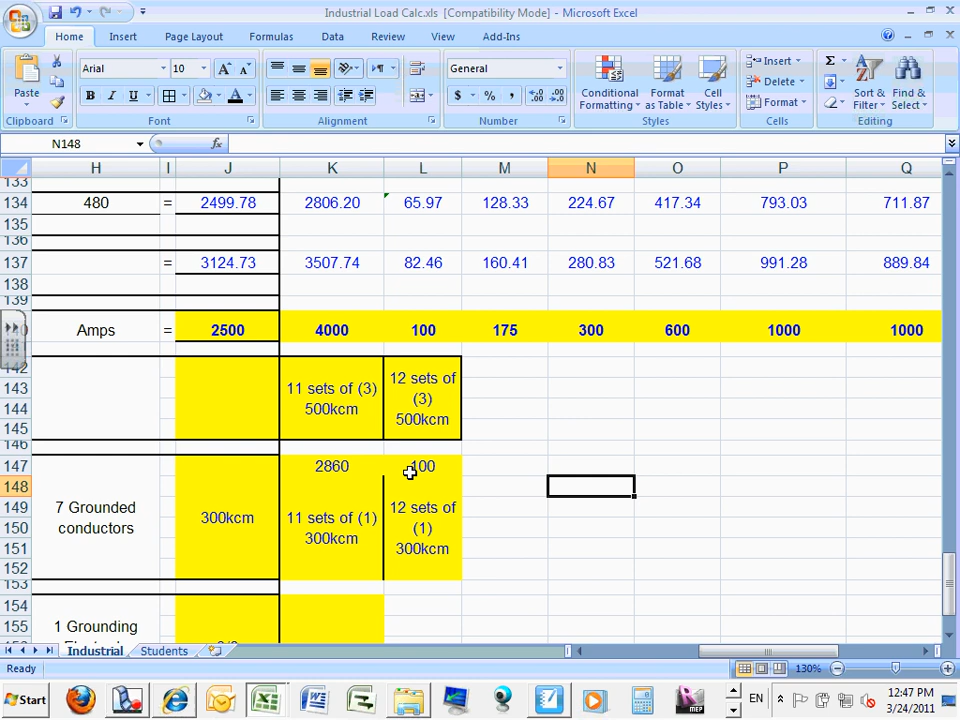 Industrial Load Calc.xls [Compatibility Mode] - Microsoft Excel
Home Insert Page Layout Formulas Data Review View Add-Ins
Paste Arial 10 General Conditional Formatting Format as Table Cell Styles Insert Delete Format Sort & Filter Find & Select
B I U $ % ,
Clipboard Font Alignment Number Styles Cells Editing
N148 fx
H I J K L M N O P Q
133
134 480 = 2499.78 2806.20 65.97 128.33 224.67 417.34 793.03 711.87
135
136
137 = 3124.73 3507.74 82.46 160.41 280.83 521.68 991.28 889.84
138
139
Amps = 2500 4000 100 175 300 600 1000 1000
142
143 11 sets of (3) 12 sets of
144 500kcm (3)
145 500kcm
146
147 2860 100
148
149 7 Grounded 300kcm 11 sets of (1) 12 sets of
150 conductors 300kcm (1)
151 300kcm
152
153
154
155 1 Grounding
Industrial Students
Ready 130%
Start EN 12:47 PM
3/24/2011
MEP